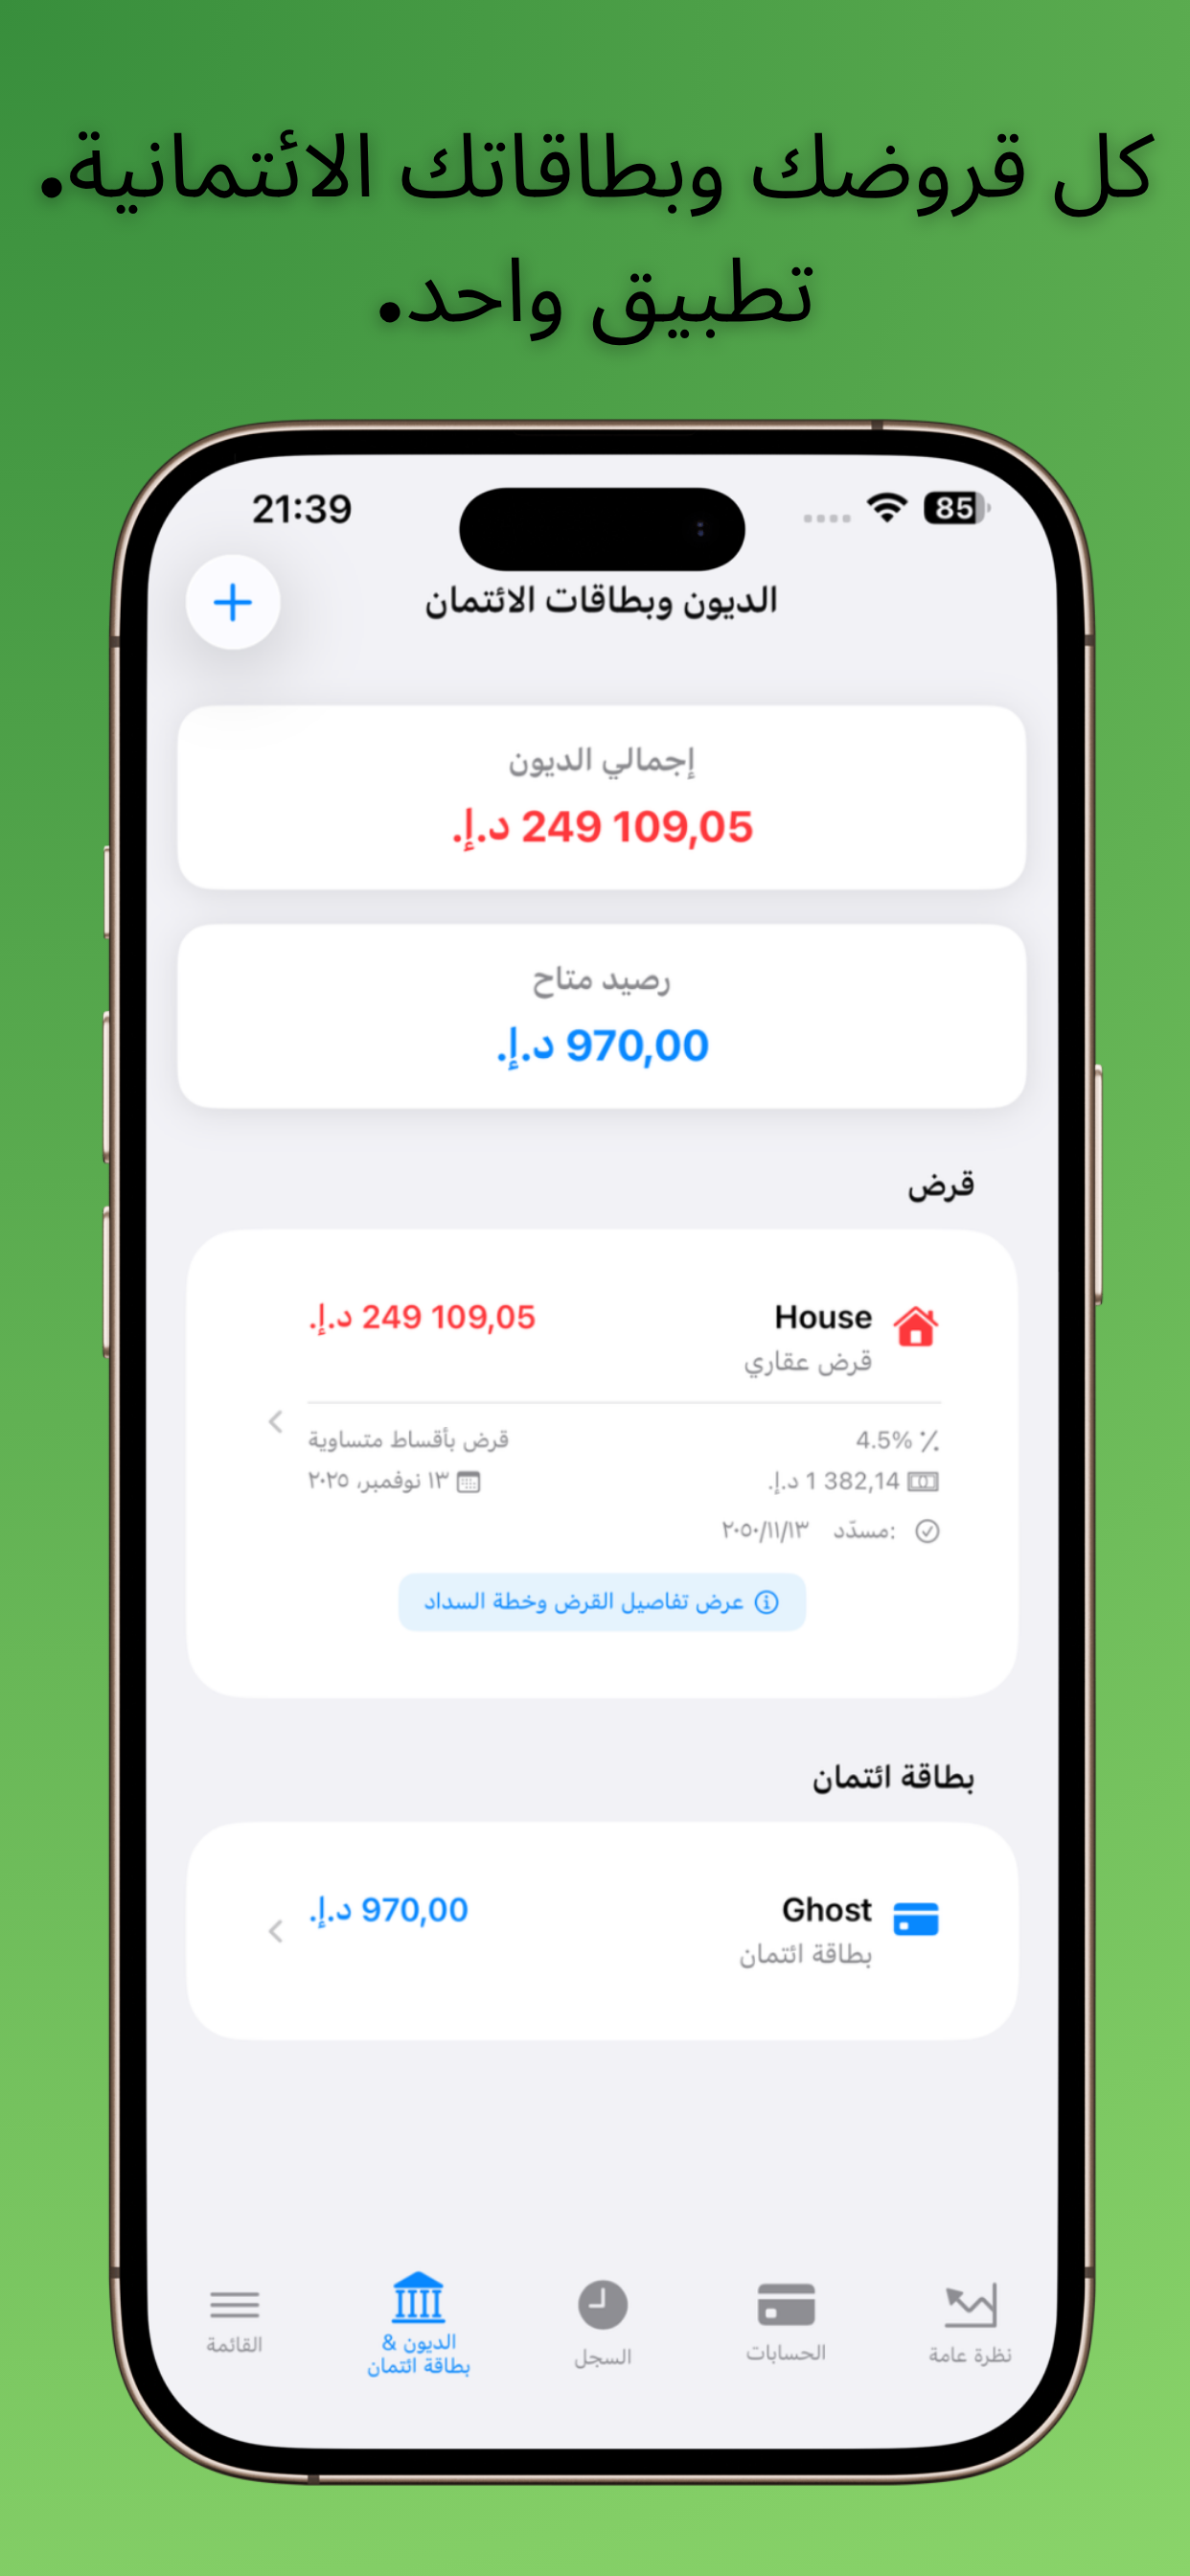 كل قروضك وبطاقاتك الائتمانية.
تطبيق واحد.
21:39
85
الديون وبطاقات الائتمان
إجمالي الديون
249 109,05 د.إ.
رصيد متاح
970,00 د.إ.
قرض
House
249 109,05 د.إ.
قرض عقاري
4.5%
قرض بأقساط متساوية
1 382,14 د.إ.
١٣ نوفمبر، ٢٠٢٥
مسدّد: ٢٠٥٠/١١/١٣
عرض تفاصيل القرض وخطة السداد
بطاقة ائتمان
Ghost
970,00 د.إ.
بطاقة ائتمان
نظرة عامة
الحسابات
السجل
الديون &
بطاقة ائتمان
القائمة